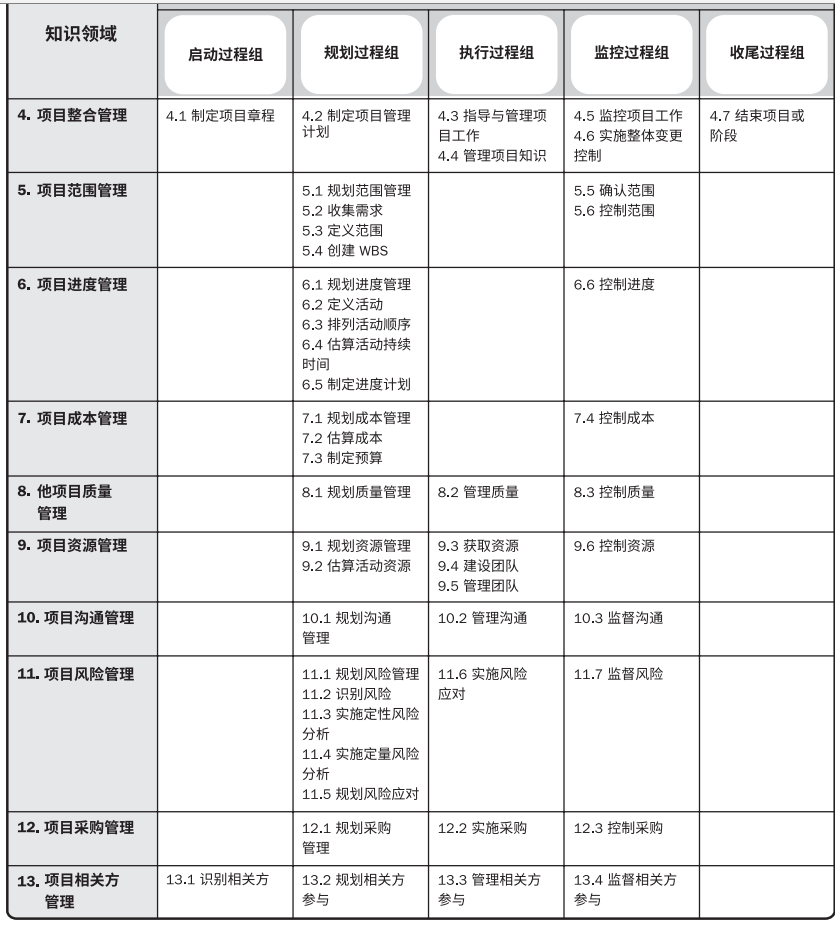 知识领域
启动过程组
规划过程组
执行过程组
监控过程组
收尾过程组
4. 项目整合管理
4.1 制定项目章程
4.2 制定项目管理
计划
4.3 指导与管理项
目工作
4.4 管理项目知识
4.5 监控项目工作
4.6 实施整体变更
控制
4.7 结束项目或
阶段
5. 项目范围管理
5.1 规划范围管理
5.2 收集需求
5.3 定义范围
5.4 创建 WBS
5.5 确认范围
5.6 控制范围
6. 项目进度管理
6.1 规划进度管理
6.2 定义活动
6.3 排列活动顺序
6.4 估算活动持续
时间
6.5 制定进度计划
6.6 控制进度
7. 项目成本管理
7.1 规划成本管理
7.2 估算成本
7.3 制定预算
7.4 控制成本
8. 他项目质量
管理
8.1 规划质量管理
8.2 管理质量
8.3 控制质量
9. 项目资源管理
9.1 规划资源管理
9.2 估算活动资源
9.3 获取资源
9.4 建设团队
9.5 管理团队
9.6 控制资源
10. 项目沟通管理
10.1 规划沟通
管理
10.2 管理沟通
10.3 监督沟通
11. 项目风险管理
11.1 规划风险管理
11.2 识别风险
11.3 实施定性风险
分析
11.4 实施定量风险
分析
11.5 规划风险应对
11.6 实施风险
应对
11.7 监督风险
12. 项目采购管理
12.1 规划采购
管理
12.2 实施采购
12.3 控制采购
13. 项目相关方
管理
13.1 识别相关方
13.2 规划相关方
参与
13.3 管理相关方
参与
13.4 监督相关方
参与